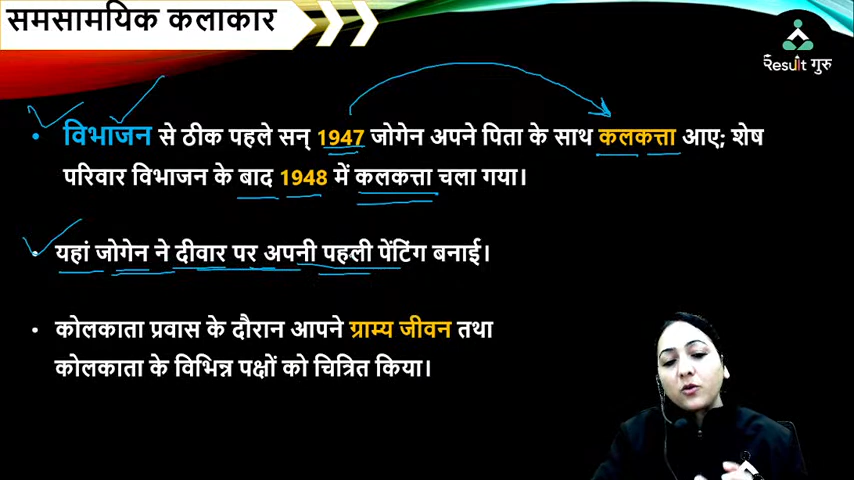 समसामयिक कलाकार
Result गुरु
• विभाजन से ठीक पहले सन् 1947 जोगेन अपने पिता के साथ कलकत्ता आए; शेष
परिवार विभाजन के बाद 1948 में कलकत्ता चला गया।
• यहां जोगेन ने दीवार पर अपनी पहली पेंटिंग बनाई।
• कोलकाता प्रवास के दौरान आपने ग्राम्य जीवन तथा
कोलकाता के विभिन्न पक्षों को चित्रित किया।